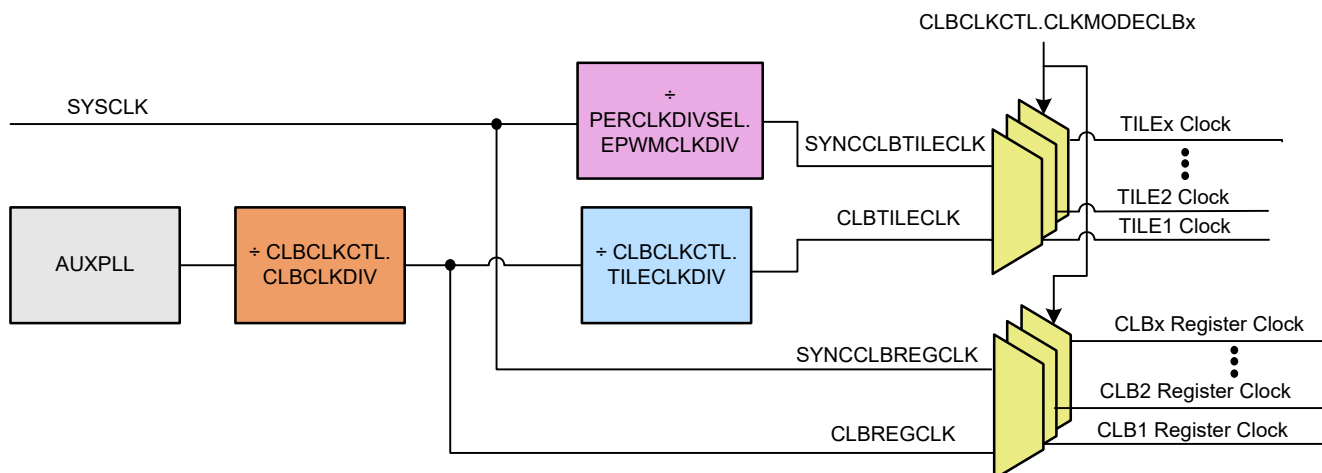 CLBCLKCTL.CLKMODECLBx
SYSCLK
÷
PERCLKDIVSEL.
EPWMCLKDIV
SYNCCLBTILECLK
TILEx Clock
TILE2 Clock
TILE1 Clock
AUXPLL
÷ CLBCLKCTL.
CLBCLKDIV
÷ CLBCLKCTL.
TILECLKDIV
CLBTILECLK
SYNCCLBREGCLK
CLBREGCLK
CLBx Register Clock
CLB2 Register Clock
CLB1 Register Clock